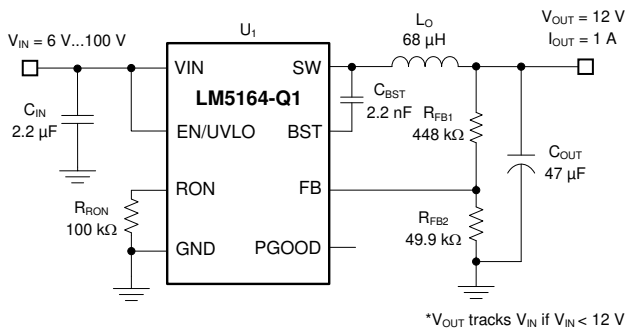 U1
LO
VOUT = 12 V
IOUT = 1 A
VIN = 6 V...100 V
VIN
SW
LM5164-Q1
68 µH
CIN
2.2 µF
CBST
2.2 nF
RFB1
448 kΩ
EN/UVLO
BST
COUT
47 µF
RON
FB
RRON
100 kΩ
RFB2
49.9 kΩ
GND
PGOOD
*VOUT tracks VIN if VIN < 12 V